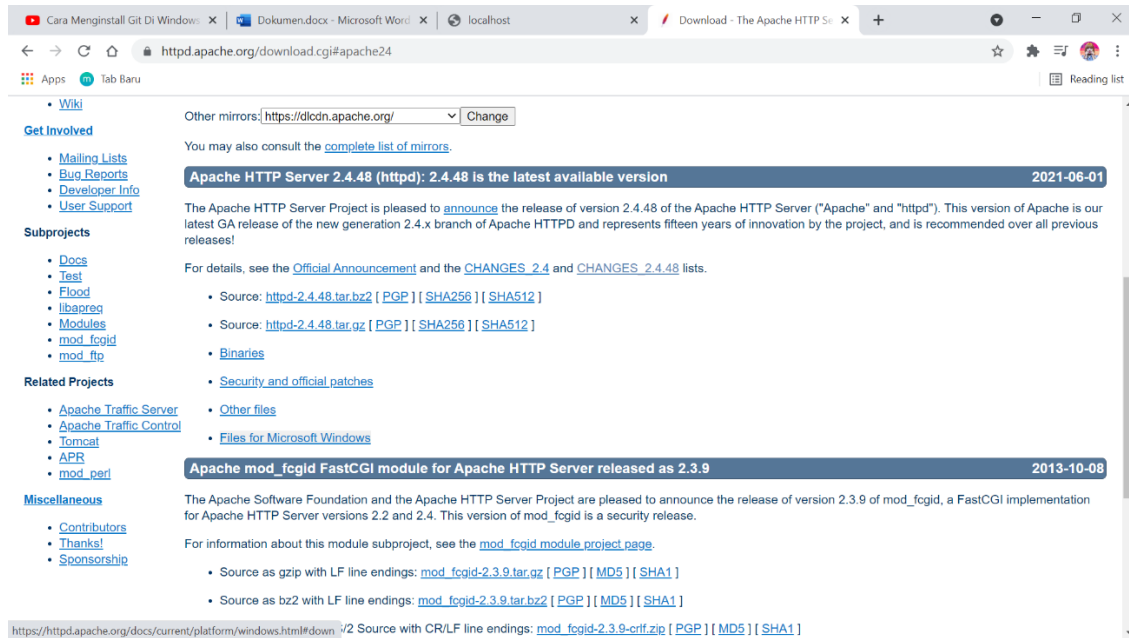 Cara Menginstall Git Di Windows
Dokumen.docx - Microsoft Word
localhost
Download - The Apache HTTP Se
httpd.apache.org/download.cgi#apache24
Apps
Tab Baru
Reading list
Wiki
Get Involved
Mailing Lists
Bug Reports
Developer Info
User Support
Subprojects
Docs
Test
Flood
libapreq
Modules
mod_fcgid
mod_ftp
Related Projects
Apache Traffic Server
Apache Traffic Control
Tomcat
APR
mod_perl
Miscellaneous
Contributors
Thanks!
Sponsorship
Other mirrors: https://dlcdn.apache.org/ Change
You may also consult the complete list of mirrors.
Apache HTTP Server 2.4.48 (httpd): 2.4.48 is the latest available version 2021-06-01
The Apache HTTP Server Project is pleased to announce the release of version 2.4.48 of the Apache HTTP Server ("Apache" and "httpd"). This version of Apache is our
latest GA release of the new generation 2.4.x branch of Apache HTTPD and represents fifteen years of innovation by the project, and is recommended over all previous
releases!
For details, see the Official Announcement and the CHANGES_2.4 and CHANGES_2.4.48 lists.
Source: httpd-2.4.48.tar.bz2 [ PGP ] [ SHA256 ] [ SHA512 ]
Source: httpd-2.4.48.tar.gz [ PGP ] [ SHA256 ] [ SHA512 ]
Binaries
Security and official patches
Other files
Files for Microsoft Windows
Apache mod_fcgid FastCGI module for Apache HTTP Server released as 2.3.9 2013-10-08
The Apache Software Foundation and the Apache HTTP Server Project are pleased to announce the release of version 2.3.9 of mod_fcgid, a FastCGI implementation
for Apache HTTP Server versions 2.2 and 2.4. This version of mod_fcgid is a security release.
For information about this module subproject, see the mod_fcgid module project page.
Source as gzip with LF line endings: mod_fcgid-2.3.9.tar.gz [ PGP ] [ MD5 ] [ SHA1 ]
Source as bz2 with LF line endings: mod_fcgid-2.3.9.tar.bz2 [ PGP ] [ MD5 ] [ SHA1 ]
/2 Source with CR/LF line endings: mod_fcgid-2.3.9-crlf.zip [ PGP ] [ MD5 ] [ SHA1 ]
https://httpd.apache.org/docs/current/platform/windows.html#down